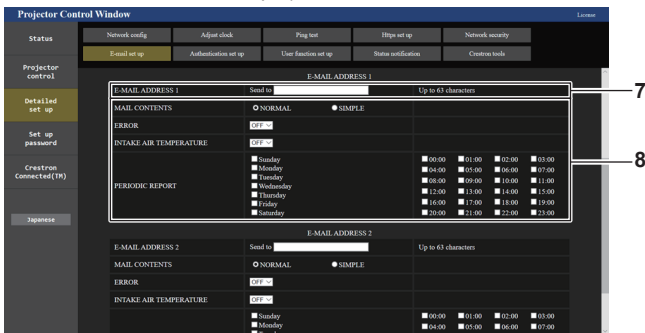 Projector Control Window
License
Status
Projector
control
Detailed
set up
Set up
password
Crestron
Connected(TM)
Japanese
Network config
Adjust clock
Ping test
Https set up
Network security
E-mail set up
Authentication set up
User function set up
Status notification
Crestron tools
E-MAIL ADDRESS 1
E-MAIL ADDRESS 1 Send to Up to 63 characters
MAIL CONTENTS NORMAL SIMPLE
ERROR OFF
INTAKE AIR TEMPERATURE OFF
PERIODIC REPORT
Sunday
Monday
Tuesday
Wednesday
Thursday
Friday
Saturday
00:00 01:00 02:00 03:00
04:00 05:00 06:00 07:00
08:00 09:00 10:00 11:00
12:00 13:00 14:00 15:00
16:00 17:00 18:00 19:00
20:00 21:00 22:00 23:00
E-MAIL ADDRESS 2
E-MAIL ADDRESS 2 Send to Up to 63 characters
MAIL CONTENTS NORMAL SIMPLE
ERROR OFF
INTAKE AIR TEMPERATURE OFF
Sunday
Monday
00:00 01:00 02:00 03:00
04:00 05:00 06:00 07:00
7
8